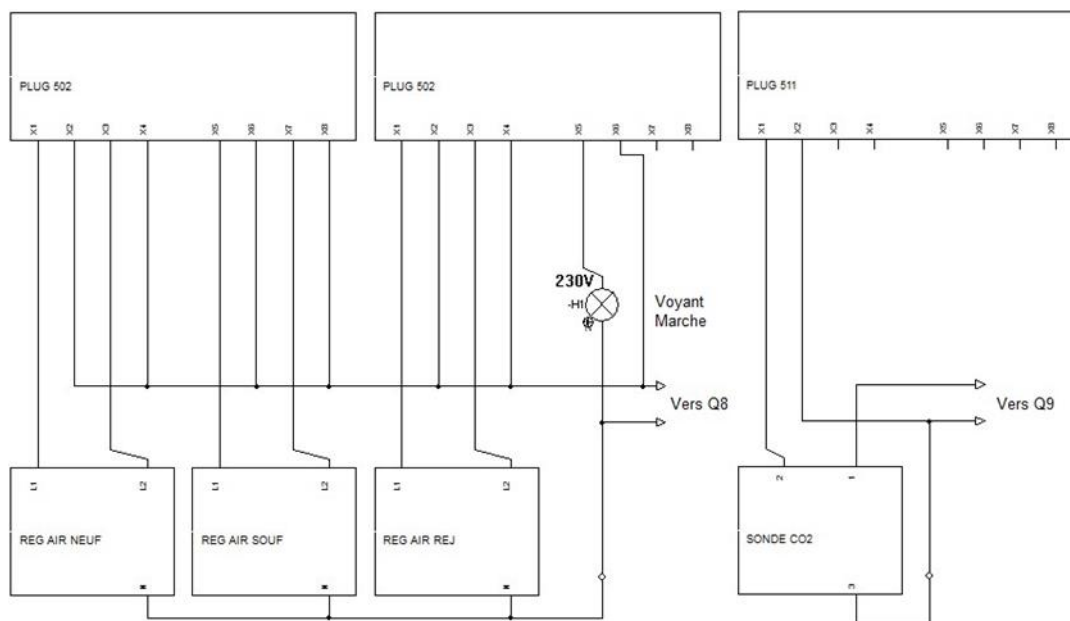 PLUG 502
X1 X2 X3 X4 X5 X6 X7 X8
PLUG 502
X1 X2 X3 X4 X5 X6 X7 X8
PLUG 511
X1 X2 X3 X4 X5 X6 X7 X8
230V
-H1
Voyant
Marche
Vers Q8
Vers Q9
L1 L2
REG AIR NEUF
L1 L2
REG AIR SOUF
L1 L2
REG AIR REJ
2 1
SONDE CO2
3